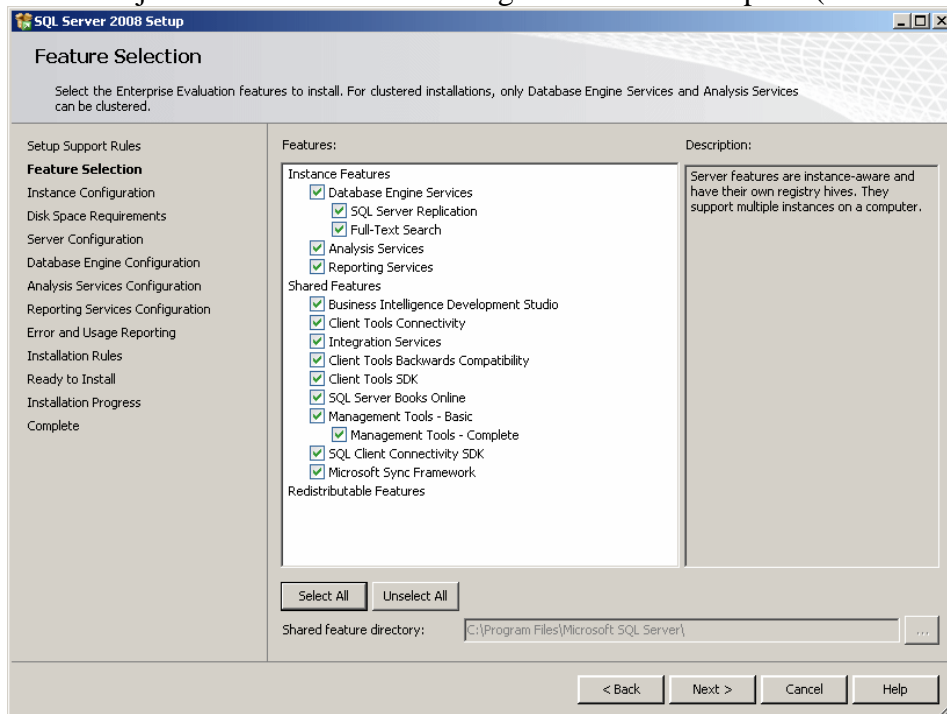 SQL Server 2008 Setup
Feature Selection
Select the Enterprise Evaluation features to install. For clustered installations, only Database Engine Services and Analysis Services
can be clustered.
Setup Support Rules
Feature Selection
Instance Configuration
Disk Space Requirements
Server Configuration
Database Engine Configuration
Analysis Services Configuration
Reporting Services Configuration
Error and Usage Reporting
Installation Rules
Ready to Install
Installation Progress
Complete
Features:
Instance Features
Database Engine Services
SQL Server Replication
Full-Text Search
Analysis Services
Reporting Services
Shared Features
Business Intelligence Development Studio
Client Tools Connectivity
Integration Services
Client Tools Backwards Compatibility
Client Tools SDK
SQL Server Books Online
Management Tools - Basic
Management Tools - Complete
SQL Client Connectivity SDK
Microsoft Sync Framework
Redistributable Features
Description:
Server features are instance-aware and
have their own registry hives. They
support multiple instances on a computer.
Select All Unselect All
Shared feature directory: C:\Program Files\Microsoft SQL Server\ ...
< Back Next > Cancel Help